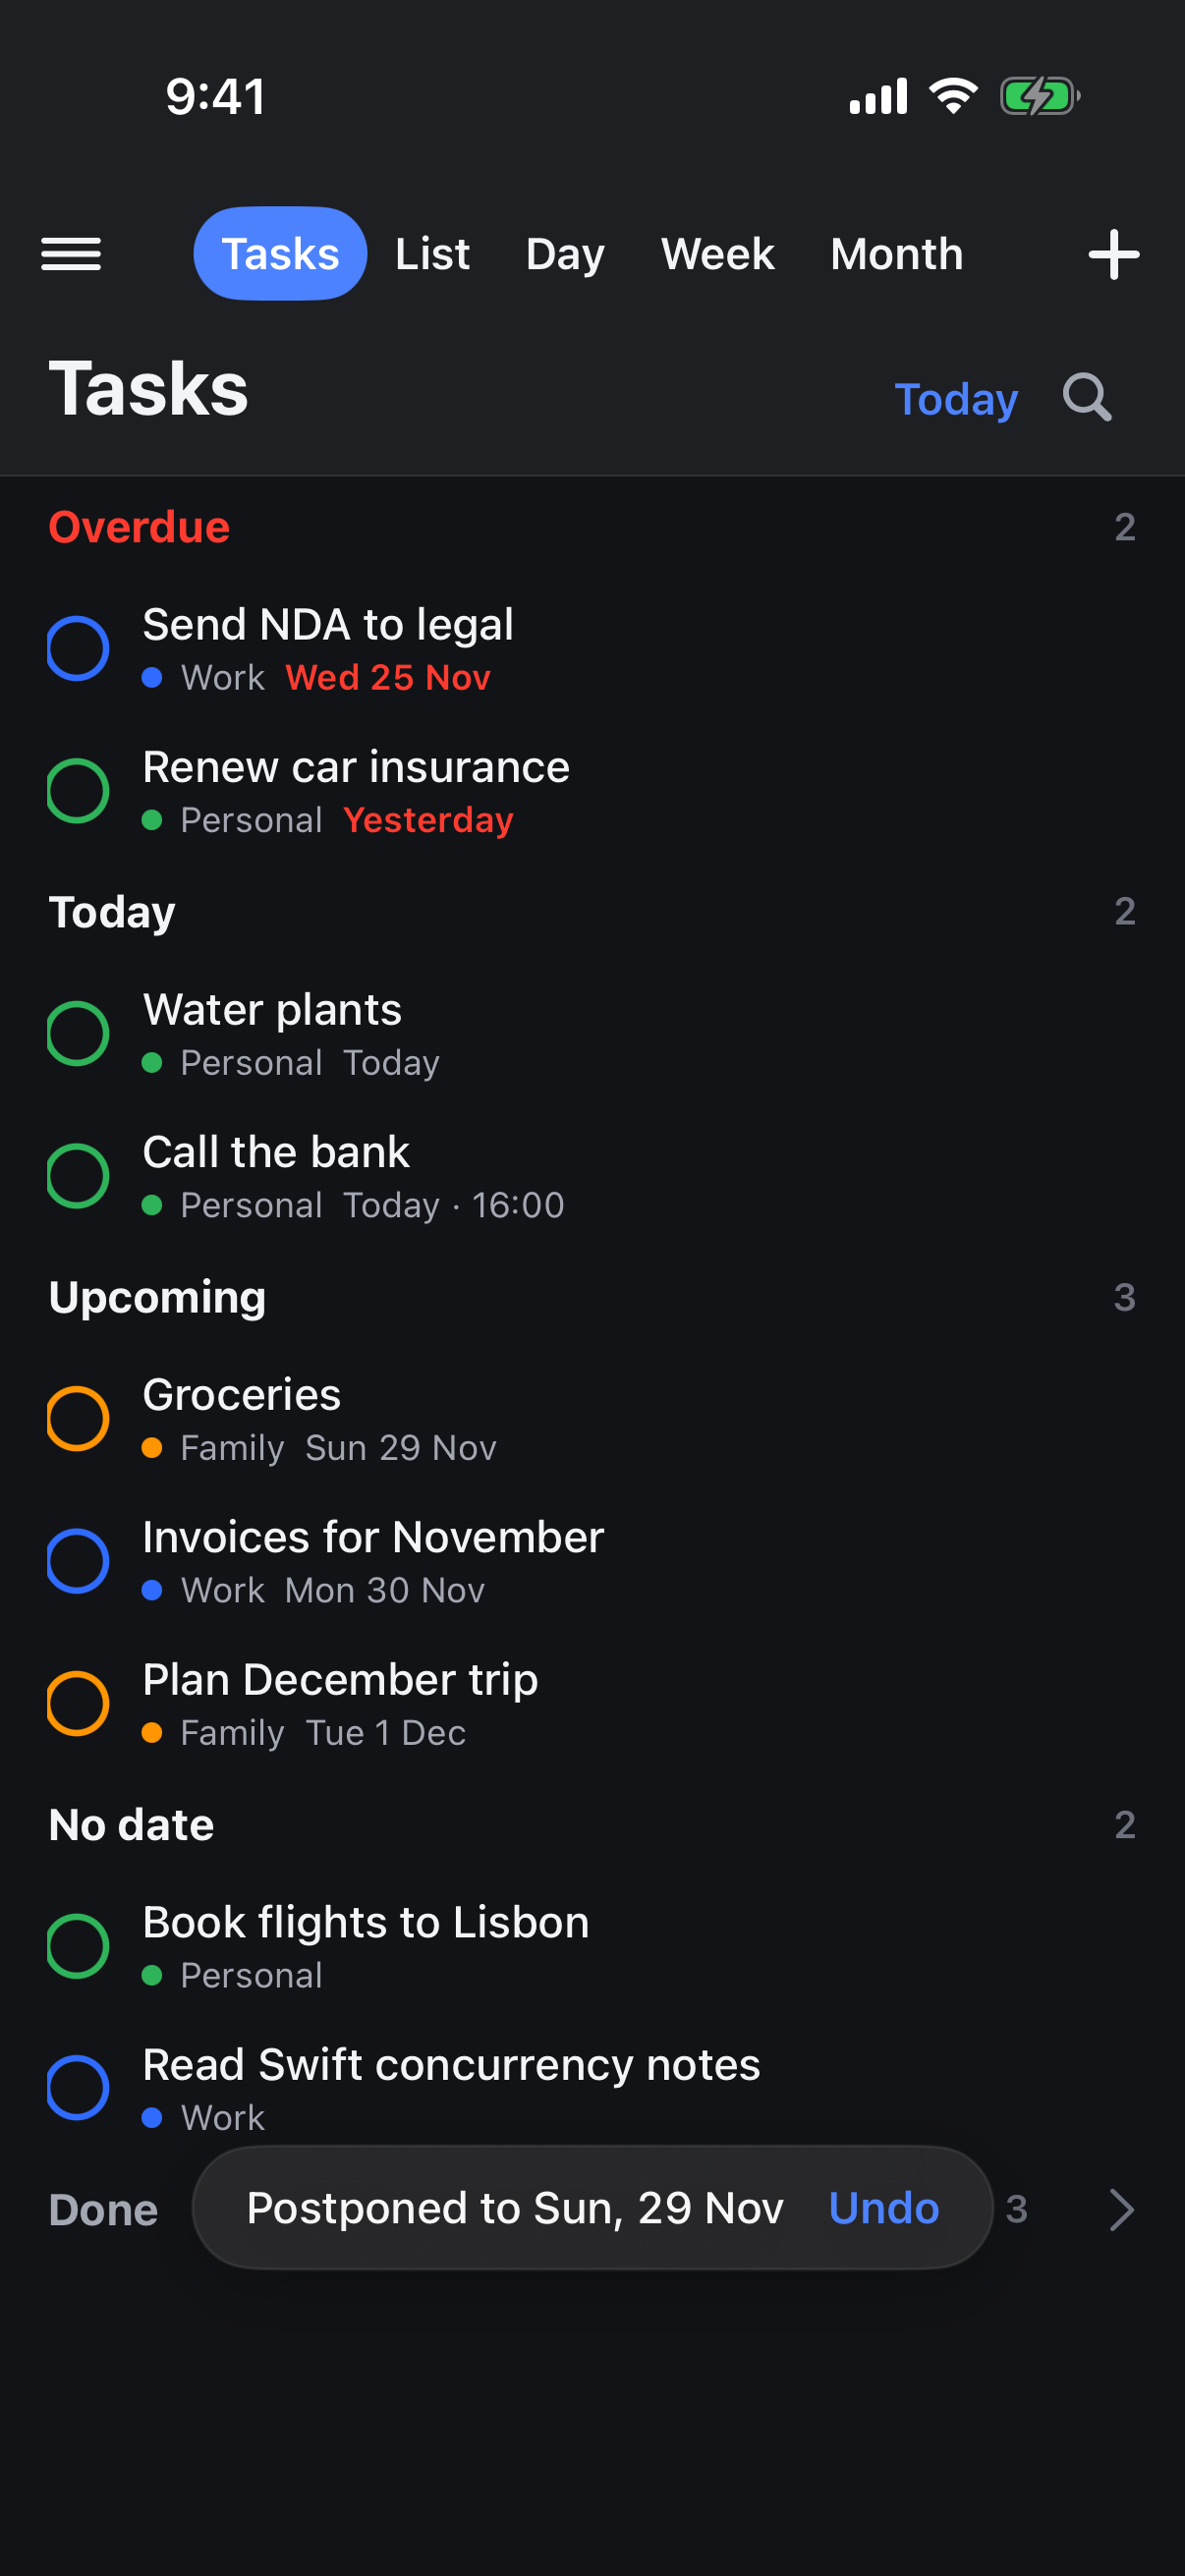 9:41
Tasks List Day Week Month
Tasks
Today
Overdue 2
Send NDA to legal
Work Wed 25 Nov
Renew car insurance
Personal Yesterday
Today 2
Water plants
Personal Today
Call the bank
Personal Today · 16:00
Upcoming 3
Groceries
Family Sun 29 Nov
Invoices for November
Work Mon 30 Nov
Plan December trip
Family Tue 1 Dec
No date 2
Book flights to Lisbon
Personal
Read Swift concurrency notes
Work
Done 3
Postponed to Sun, 29 Nov Undo